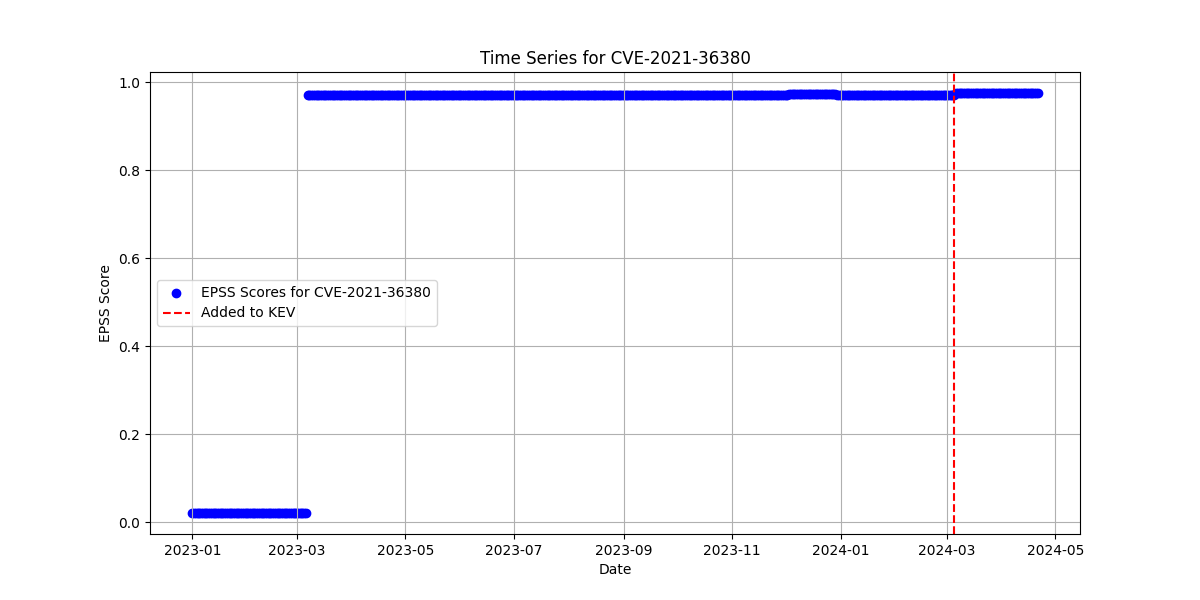 Time Series for CVE-2021-36380
1.0
0.8
0.6
0.4
0.2
0.0
EPSS Score
EPSS Scores for CVE-2021-36380
Added to KEV
2023-01 2023-03 2023-05 2023-07 2023-09 2023-11 2024-01 2024-03 2024-05
Date